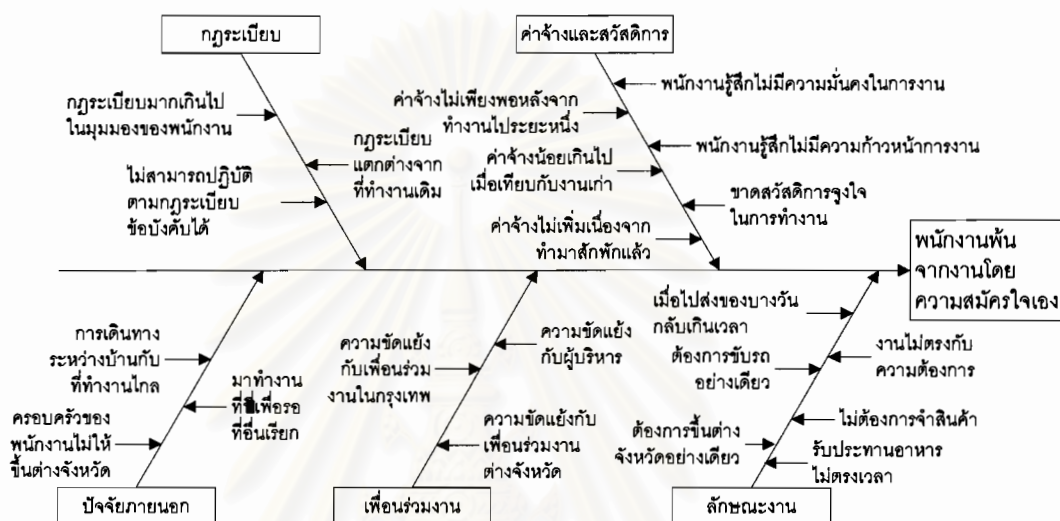 กฎระเบียบ
ค่าจ้างและสวัสดิการ
กฎระเบียบมากเกินไป
ในมุมมองของพนักงาน
กฎระเบียบ
แตกต่างจาก
ที่ทำงานเดิม
ไม่สามารถปฏิบัติ
ตามกฎระเบียบ
ข้อบังคับได้
พนักงานรู้สึกไม่มีความมั่นคงในการงาน
ค่าจ้างไม่เพียงพอหลังจาก
ทำงานไประยะหนึ่ง
พนักงานรู้สึกไม่มีความก้าวหน้าการงาน
ค่าจ้างน้อยเกินไป
เมื่อเทียบกับงานเก่า
ขาดสวัสดิการจูงใจ
ในการทำงาน
ค่าจ้างไม่เพิ่มเนื่องจาก
ทำมาสักพักแล้ว
พนักงานพ้น
จากงานโดย
ความสมัครใจเอง
การเดินทาง
ระหว่างบ้านกับ
ที่ทำงานไกล
มาทำงาน
ที่นี่เพื่อรอ
ที่อื่นเรียก
ครอบครัวของ
พนักงานไม่ให้
ขึ้นต่างจังหวัด
ปัจจัยภายนอก
ความขัดแย้ง
กับเพื่อนร่วม
งานในกรุงเทพ
ความขัดแย้ง
กับผู้บริหาร
ความขัดแย้งกับ
เพื่อนร่วมงาน
ต่างจังหวัด
เพื่อนร่วมงาน
เมื่อไปส่งของบางวัน
กลับเกินเวลา
งานไม่ตรงกับ
ความต้องการ
ต้องการขับรถ
อย่างเดียว
ไม่ต้องการจำสินค้า
ต้องการขึ้นต่าง
จังหวัดอย่างเดียว
รับประทานอาหาร
ไม่ตรงเวลา
ลักษณะงาน